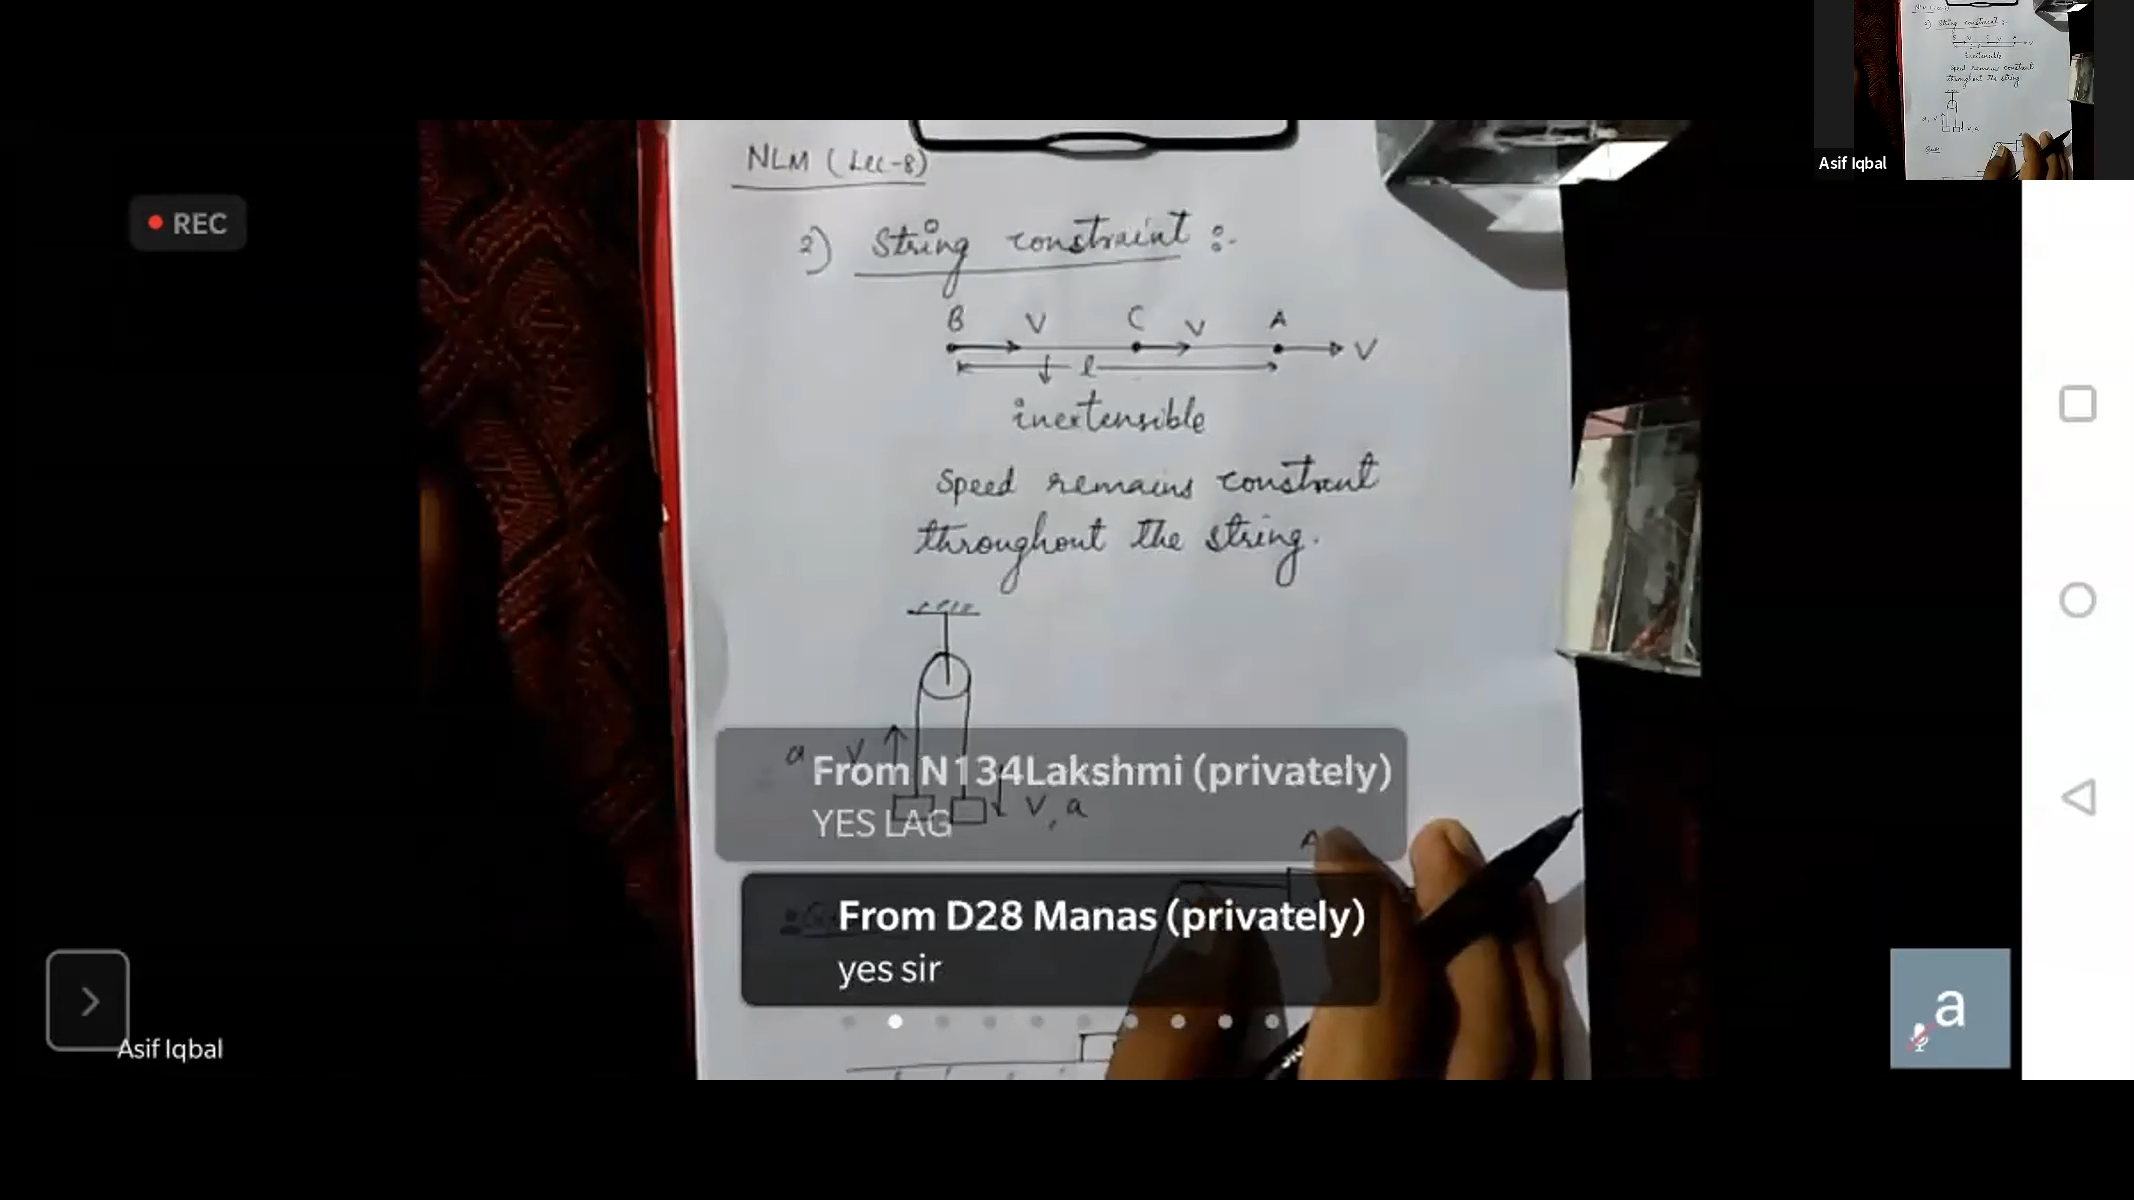 Asif Iqbal
REC
NLM (Lec-8)
2) String constraint :-
B V C V A
V
l
inextensible
Speed remains constant
throughout the string.
a, V
V, a
From N134Lakshmi (privately)
YES LAG
A
From D28 Manas (privately)
yes sir
Asif Iqbal
a